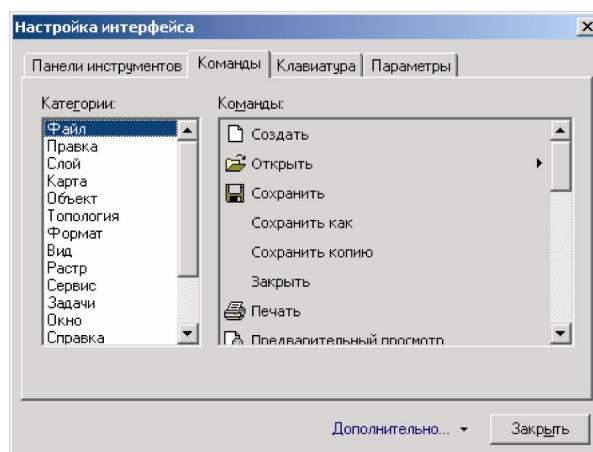 Настройка интерфейса
Панели инструментов Команды Клавиатура Параметры
Категории:
Файл
Правка
Слой
Карта
Объект
Топология
Формат
Вид
Растр
Сервис
Задачи
Окно
Справка
Команды:
Создать
Открыть
Сохранить
Сохранить как
Сохранить копию
Закрыть
Печать
Предварительный просмотр
Дополнительно... Закрыть